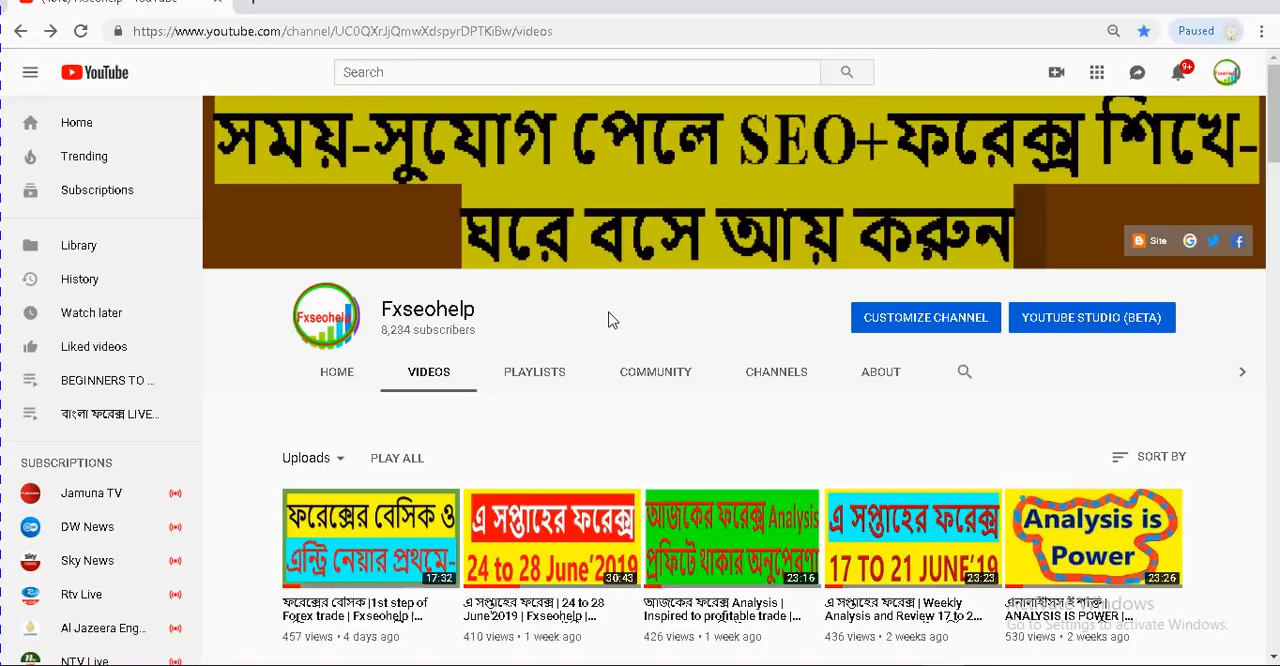 https://www.youtube.com/channel/UC0QXrJjQmwXdspyrDPTKiBw/videos
Paused
YouTube
Search
9+
Home
Trending
Subscriptions
Library
History
Watch later
Liked videos
BEGINNERS TO ...
বাংলা ফরেক্স LIVE...
SUBSCRIPTIONS
Jamuna TV
DW News
Sky News
Rtv Live
Al Jazeera Eng...
NTV Live
সময়-সুযোগ পেলে SEO+ফরেক্স শিখে-
ঘরে বসে আয় করুন
Site
Fxseohelp
Fxseohelp
8,234 subscribers
CUSTOMIZE CHANNEL
YOUTUBE STUDIO (BETA)
HOME
VIDEOS
PLAYLISTS
COMMUNITY
CHANNELS
ABOUT
Uploads
PLAY ALL
SORT BY
ফরেক্সের বেসিক ও
এন্ট্রি নেয়ার প্রথমে-
17:32
ফরেক্সের বেসিক |1st step of
Forex trade | Fxseohelp |...
457 views • 4 days ago
এ সপ্তাহের ফরেক্স
24 to 28 June'2019
30:43
এ সপ্তাহের ফরেক্স | 24 to 28
June'2019 | Fxseohelp |...
410 views • 1 week ago
আজকের ফরেক্স Analysis
প্রফিটে থাকার অনুপ্রেরণা
23:16
আজকের ফরেক্স Analysis |
Inspired to profitable trade |...
426 views • 1 week ago
এ সপ্তাহের ফরেক্স
17 TO 21 JUNE'19
23:23
এ সপ্তাহের ফরেক্স | Weekly
Analysis and Review 17 to 2...
436 views • 2 weeks ago
Analysis is
Power
23:26
ANALYSIS IS POWER |...
530 views • 2 weeks ago
Go to Settings to activate Windows.